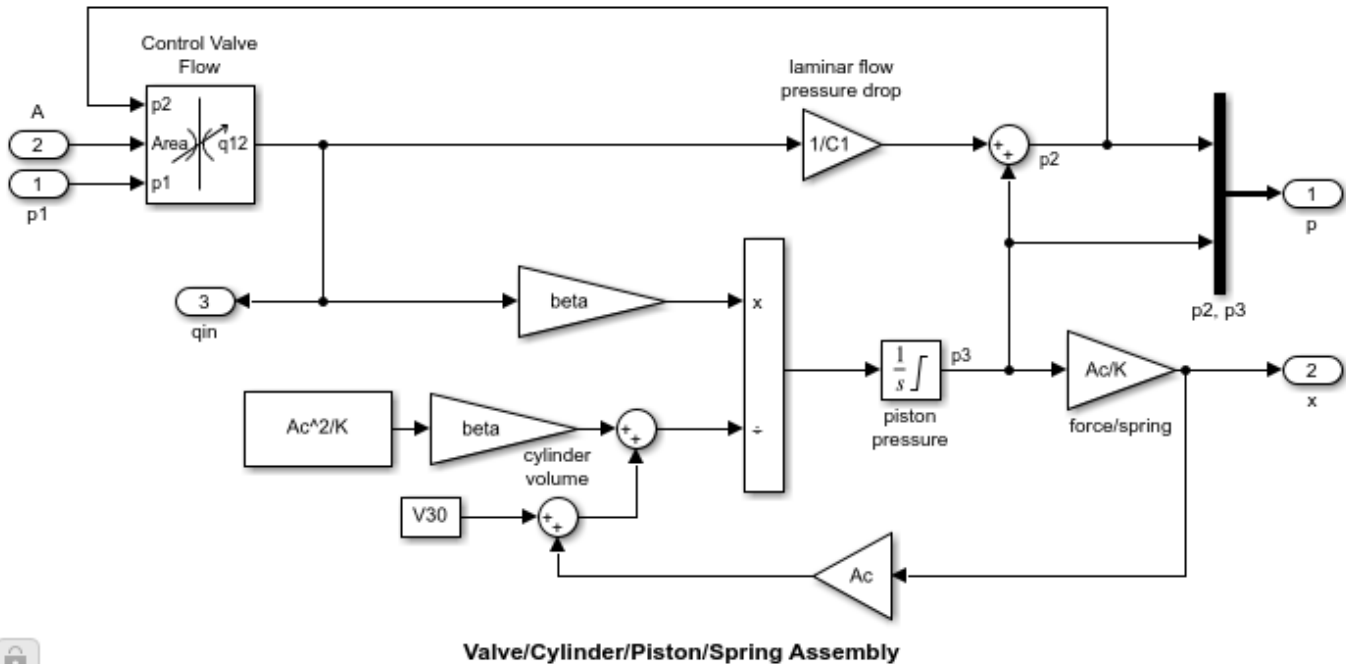 Control Valve
Flow
laminar flow
pressure drop
A
p2
2
Area
q12
1/C1
+
+
p2
1
p1
p1
1
p
3
qin
beta
x
p2, p3
1
s
p3
Ac/K
2
x
piston
pressure
force/spring
Ac^2/K
beta
+
+
÷
cylinder
volume
V30
+
+
Ac
Valve/Cylinder/Piston/Spring Assembly